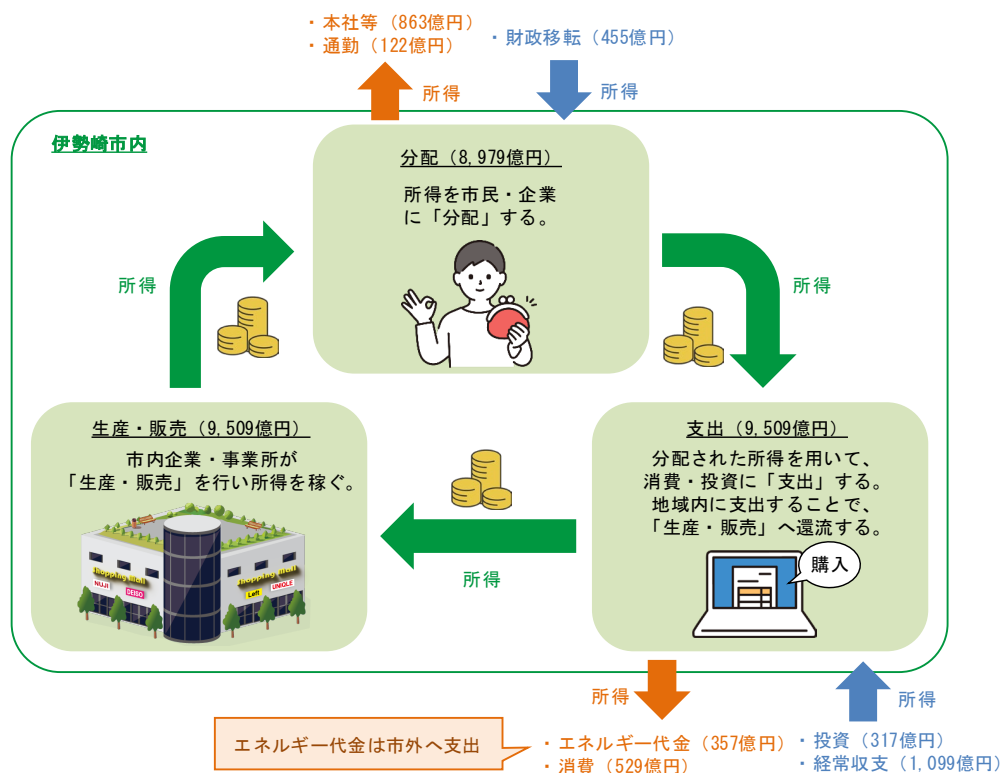 ・本社等（863億円）
・通勤（122億円）
・財政移転（455億円）
所得
所得
伊勢崎市内
分配（8,979億円）
所得を市民・企業
に「分配」する。
所得
所得
生産・販売（9,509億円）
市内企業・事業所が
「生産・販売」を行い所得を稼ぐ。
Shopping Mall
Shopping Mall
NUJI
DEISO
Left
UNIQLE
支出（9,509億円）
分配された所得を用いて、
消費・投資に「支出」する。
地域内に支出することで、
「生産・販売」へ還流する。
購入
所得
所得
所得
エネルギー代金は市外へ支出
・エネルギー代金（357億円）
・消費（529億円）
・投資（317億円）
・経常収支（1,099億円）